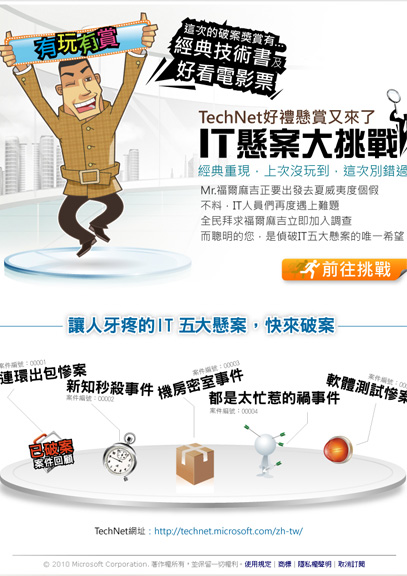 有玩有賞
這次的破案獎賞有...
經典技術書及
好看電影票
TechNet好禮懸賞又來了
IT懸案大挑戰
經典重現，上次沒玩到，這次別錯過
Mr.福爾麻吉正要出發去夏威夷度個假
不料，IT人員們再度遇上難題
全民拜求福爾麻吉立即加入調查
而聰明的您，是偵破IT五大懸案的唯一希望
前往挑戰
讓人牙疼的IT 五大懸案，快來破案
案件編號：00001
連環出包慘案
新知秒殺事件
案件編號：00002
案件編號：00003
機房密室事件
都是太忙惹的禍事件
案件編號：00004
軟體測試慘案
已破案
案件回顧
TechNet網址：http://technet.microsoft.com/zh-tw/
© 2010 Microsoft Corporation. 著作權所有，並保留一切權利。使用規定｜商標｜隱私權聲明｜取消訂閱